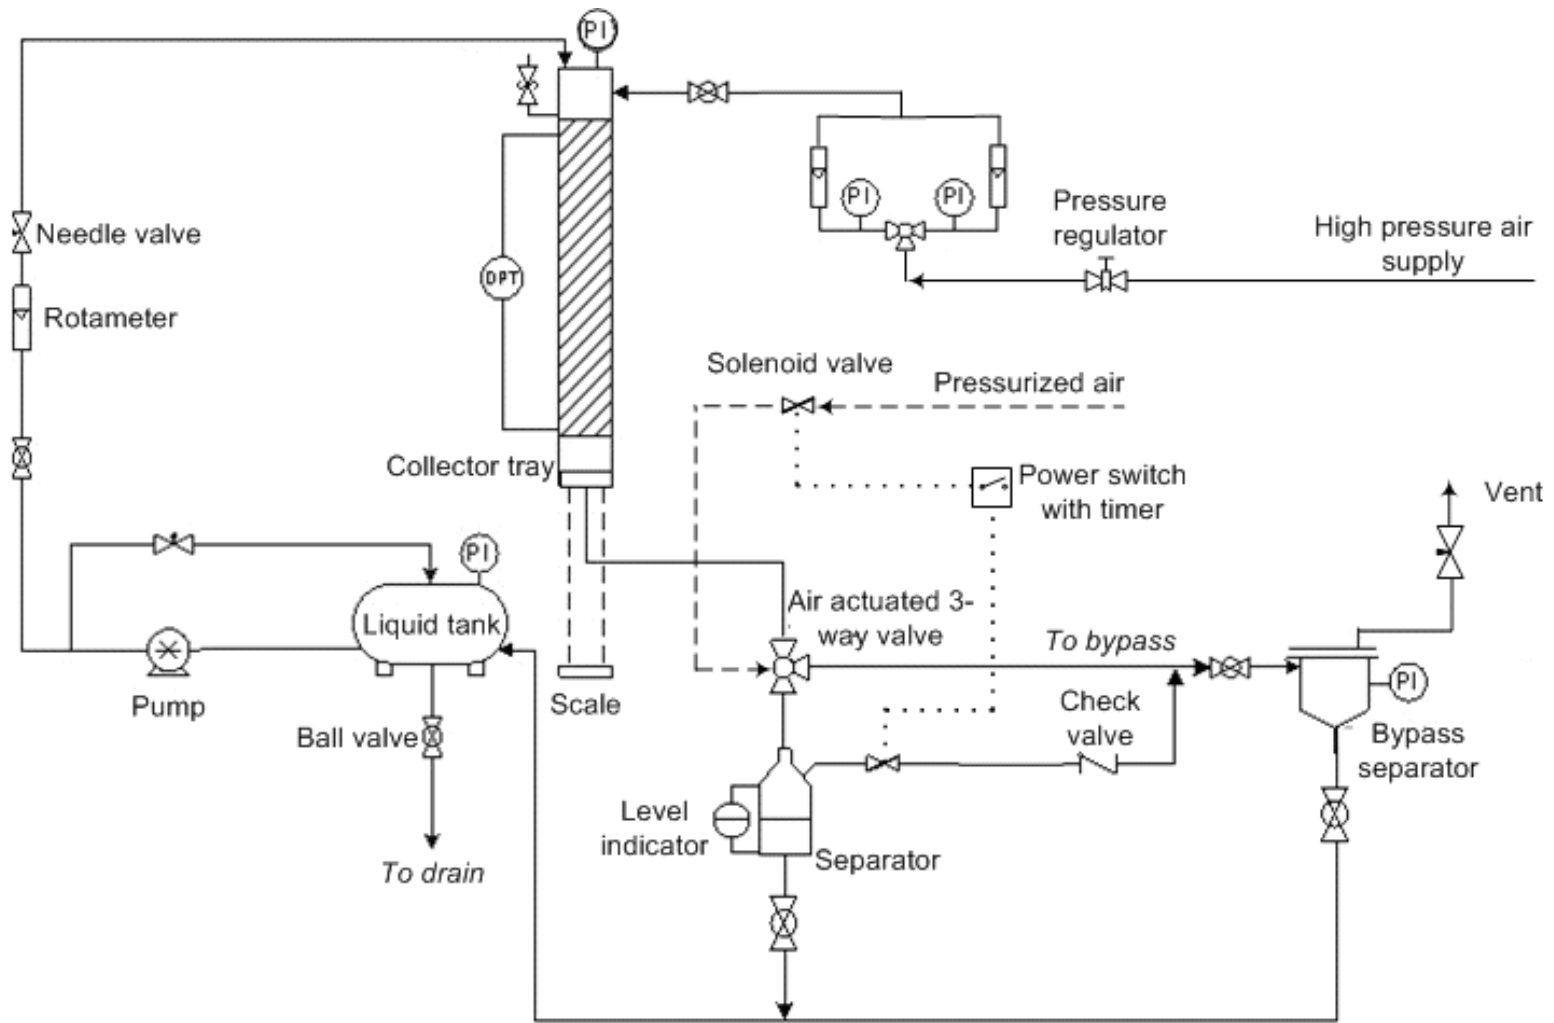 PI
Needle valve
Rotameter
DPT
PI
PI
Pressure
regulator
High pressure air
supply
Solenoid valve
Pressurized air
Collector tray
Power switch
with timer
Vent
PI
Liquid tank
Pump
Ball valve
To drain
Scale
Air actuated 3-
way valve
To bypass
Check
valve
PI
Bypass
separator
Level
indicator
Separator